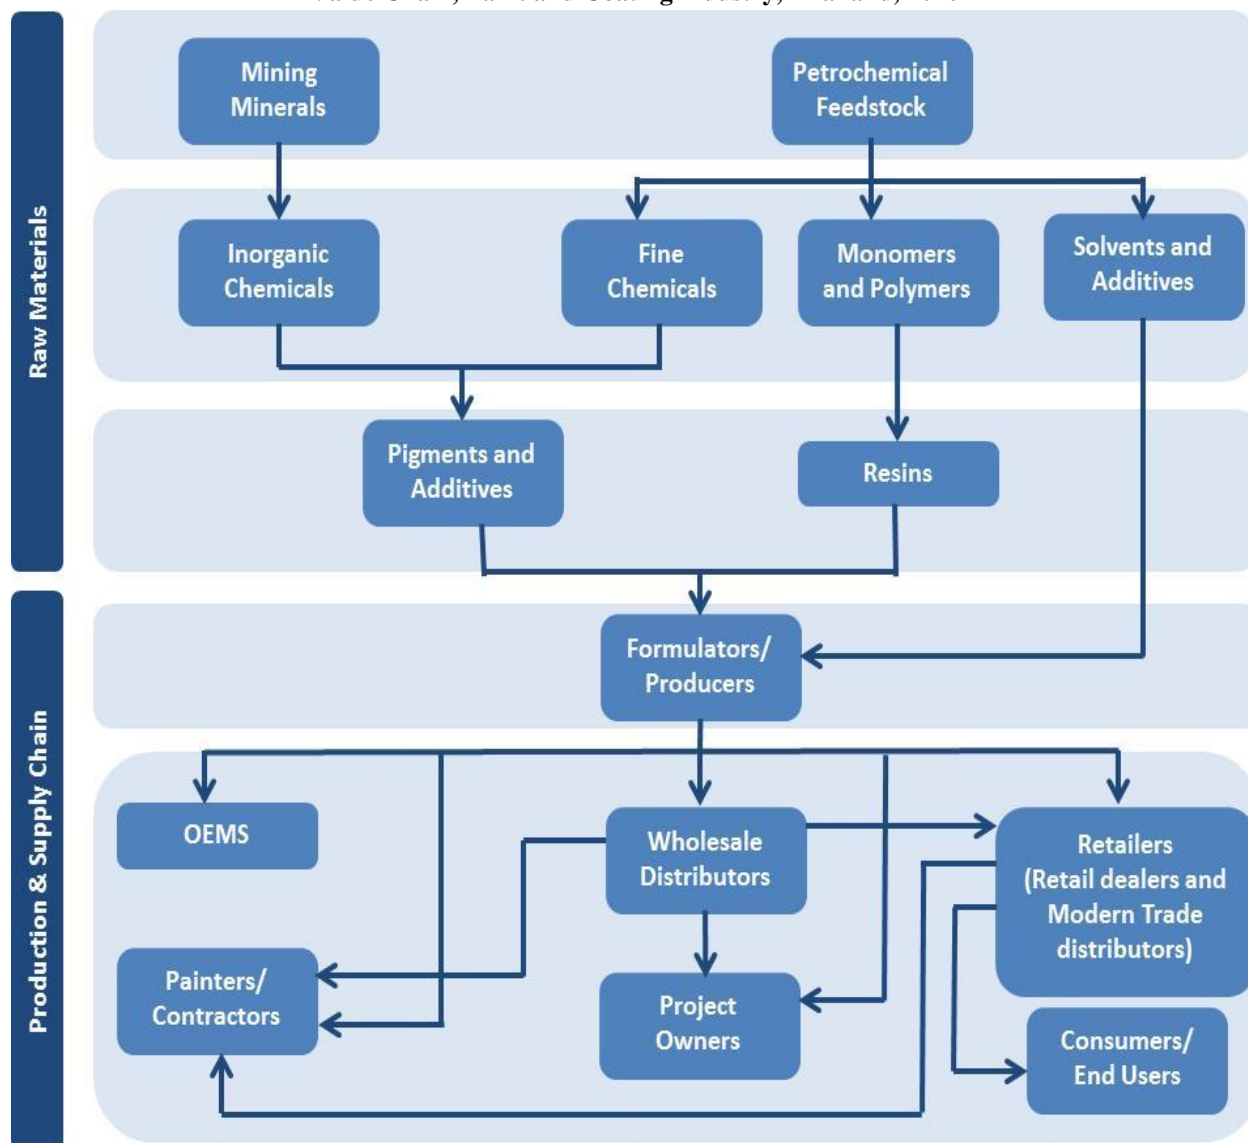 Raw Materials
Mining
Minerals
Petrochemical
Feedstock
Inorganic
Chemicals
Fine
Chemicals
Monomers
and Polymers
Solvents and
Additives
Pigments and
Additives
Resins
Production & Supply Chain
Formulators/
Producers
OEMS
Wholesale
Distributors
Retailers
(Retail dealers and
Modern Trade
distributors)
Painters/
Contractors
Project
Owners
Consumers/
End Users